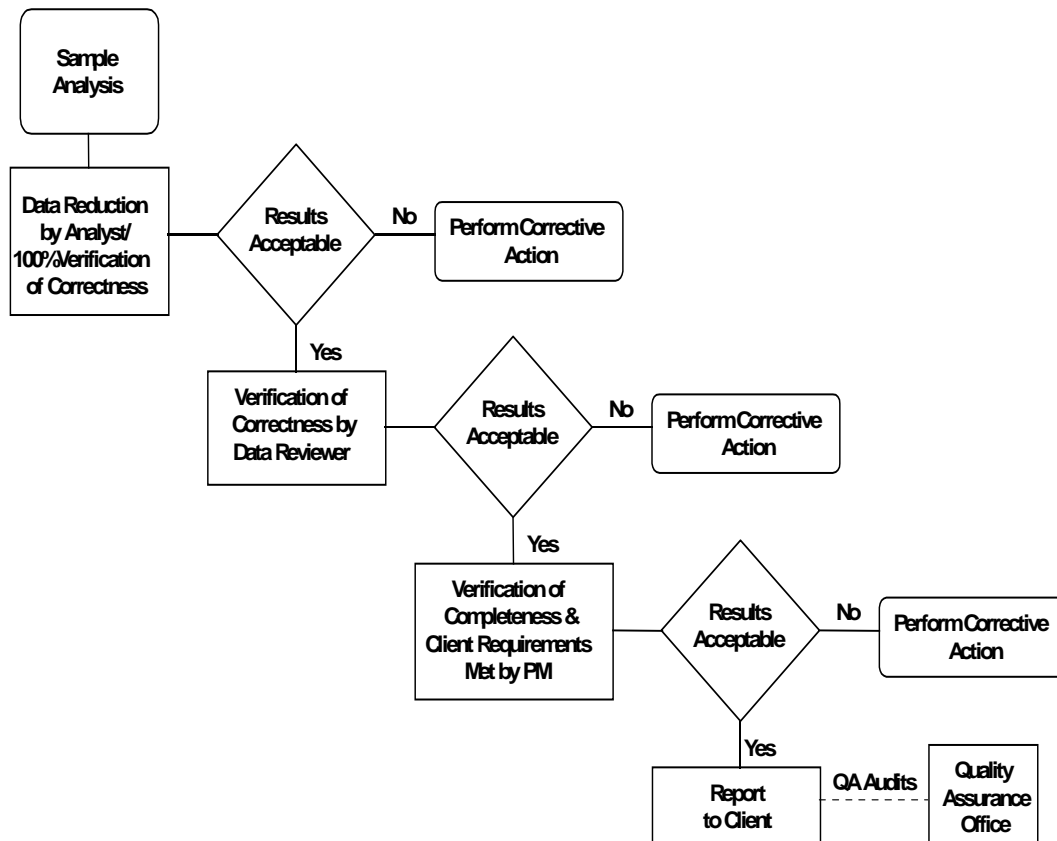 Sample
Analysis
Data Reduction
by Analyst/
100%Verification
of Correctness
Results
Acceptable
No
Perform Corrective
Action
Yes
Verification of
Correctness by
Data Reviewer
Results
Acceptable
No
Perform Corrective
Action
Yes
Verification of
Completeness &
Client Requirements
Met by PM
Results
Acceptable
No
Perform Corrective
Action
Yes
Report
to Client
QA Audits
Quality
Assurance
Office